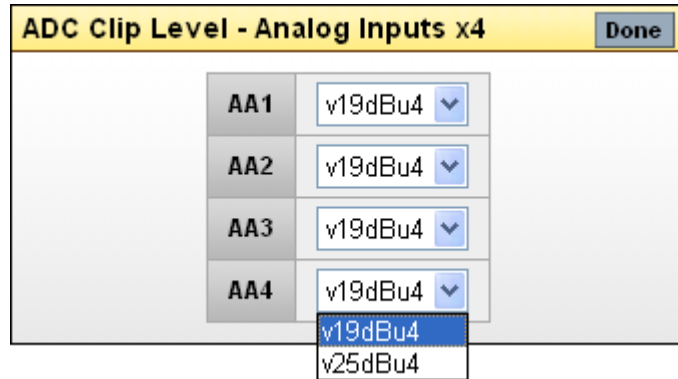 ADC Clip Level - Analog Inputs x4 Done
AA1 v19dBu4
AA2 v19dBu4
AA3 v19dBu4
AA4 v19dBu4
v19dBu4
v25dBu4